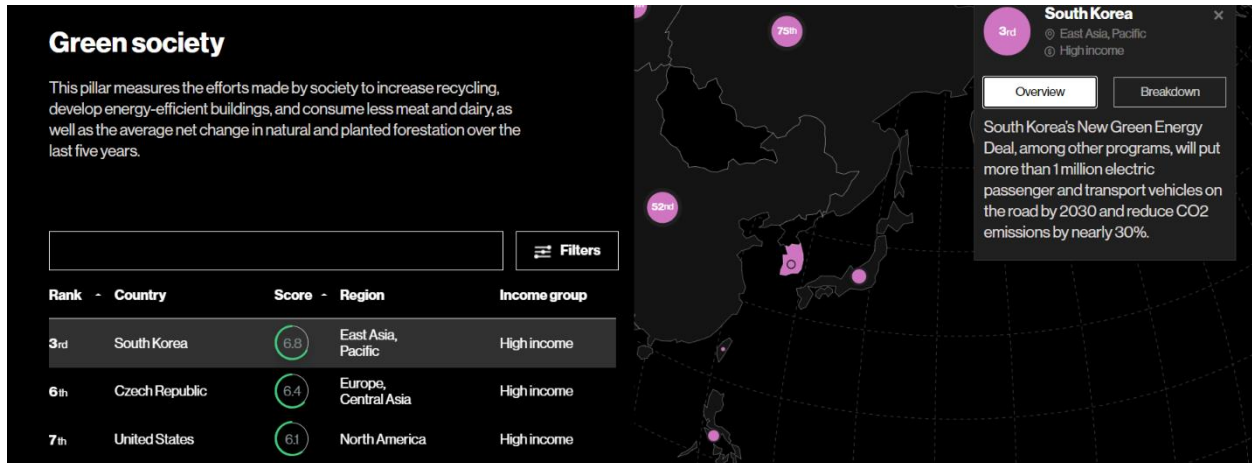 Green society
This pillar measures the efforts made by society to increase recycling,
develop energy-efficient buildings, and consume less meat and dairy, as
well as the average net change in natural and planted forestation over the
last five years.
Filters
Rank Country Score Region Income group
3rd South Korea 6.8 East Asia,
Pacific High income
6th Czech Republic 6.4 Europe,
Central Asia High income
7th United States 6.1 North America High income
75th
52nd
3rd
South Korea
East Asia, Pacific
High income
Overview Breakdown
South Korea's New Green Energy
Deal, among other programs, will put
more than 1 million electric
passenger and transport vehicles on
the road by 2030 and reduce CO2
emissions by nearly 30%.